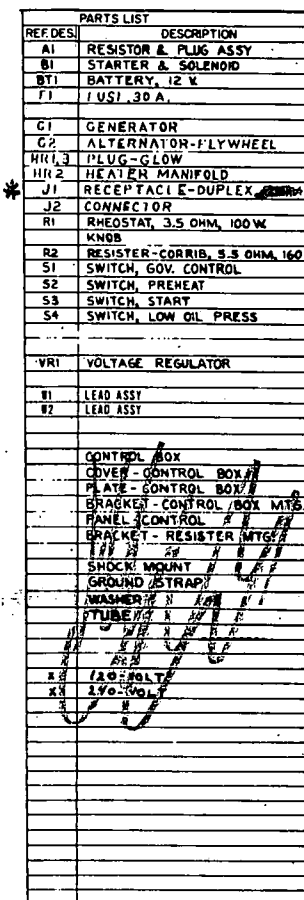 PARTS LIST
REF. DES. DESCRIPTION
A1 RESISTOR & PLUG ASSY
B1 STARTER & SOLENOID
BT1 BATTERY, 12 V.
F1 FUSE, 30 A.
G1 GENERATOR
G2 ALTERNATOR-FLYWHEEL
HR1,3 PLUG-GLOW
HR2 HEATER MANIFOLD
* J1 RECEPTACLE-DUPLEX
J2 CONNECTOR
R1 RHEOSTAT, 3.5 OHM, 100 W.
KNOB
R2 RESISTER-CORRIB, 5.5 OHM, 160
S1 SWITCH, GOV. CONTROL
S2 SWITCH, PREHEAT
S3 SWITCH, START
S4 SWITCH, LOW OIL PRESS
VR1 VOLTAGE REGULATOR
W1 LEAD ASSY
W2 LEAD ASSY
CONTROL BOX
COVER - CONTROL BOX
PLATE - CONTROL BOX
BRACKET - CONTROL BOX MTG.
PANEL - CONTROL
BRACKET - RESISTER MTG.
SHOCK MOUNT
GROUND STRAP
WASHER
TUBE
x 120-VOLT
x 240-VOLT